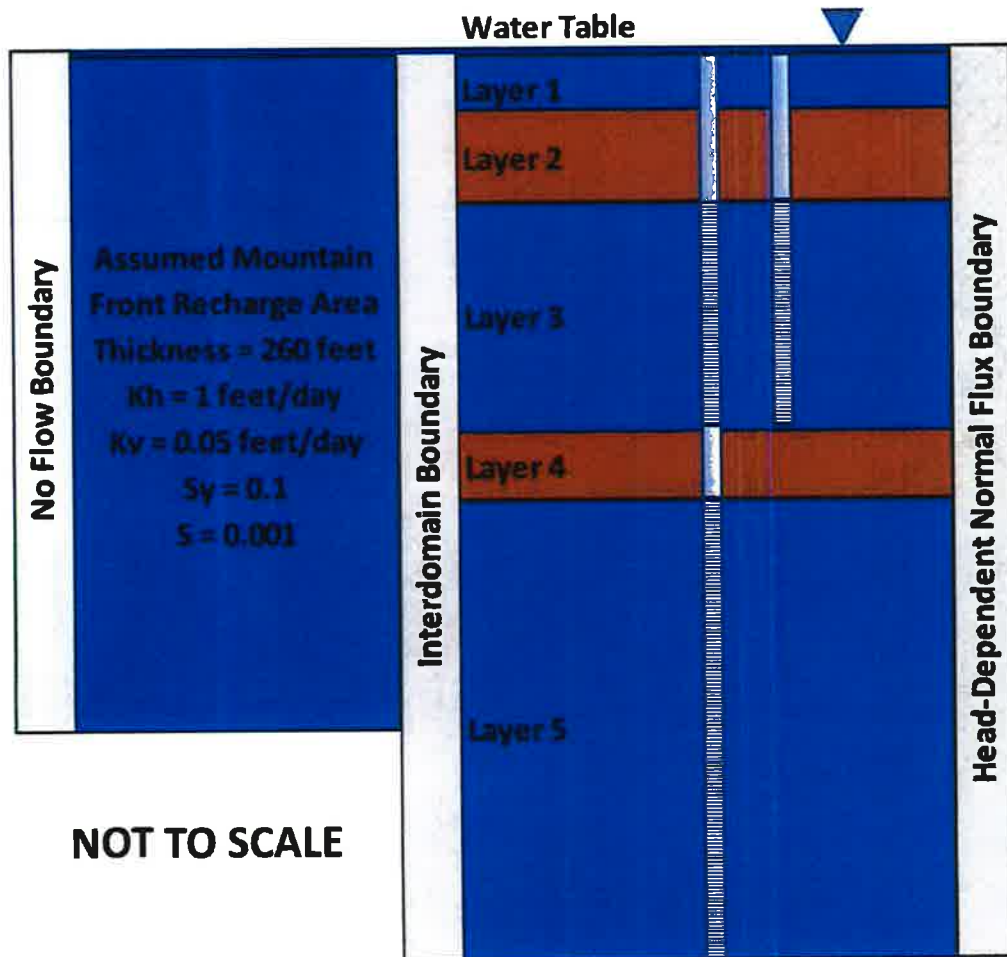 Water Table
No Flow Boundary
Assumed Mountain
Front Recharge Area
Thickness = 260 feet
Kh = 1 feet/day
Kv = 0.05 feet/day
Sy = 0.1
S = 0.001
Interdomain Boundary
Layer 1
Layer 2
Layer 3
Layer 4
Layer 5
Head-Dependent Normal Flux Boundary
NOT TO SCALE